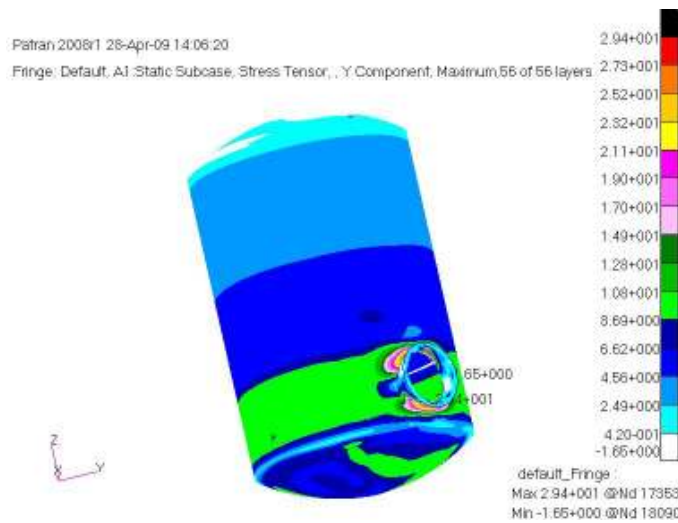 Patran 2008r1 28-Apr-09 14:06:20
Fringe: Default, A1:Static Subcase, Stress Tensor, , Y Component, Maximum,56 of 56 layers
2.94+001
2.73+001
2.52+001
2.32+001
2.11+001
1.90+001
1.70+001
1.49+001
1.28+001
1.08+001
8.69+000
6.62+000
4.56+000
2.49+000
4.20-001
-1.65+000
65+000
+001
Z
X
Y
default_Fringe :
Max 2.94+001 @Nd 17353
Min -1.65+000 @Nd 18090